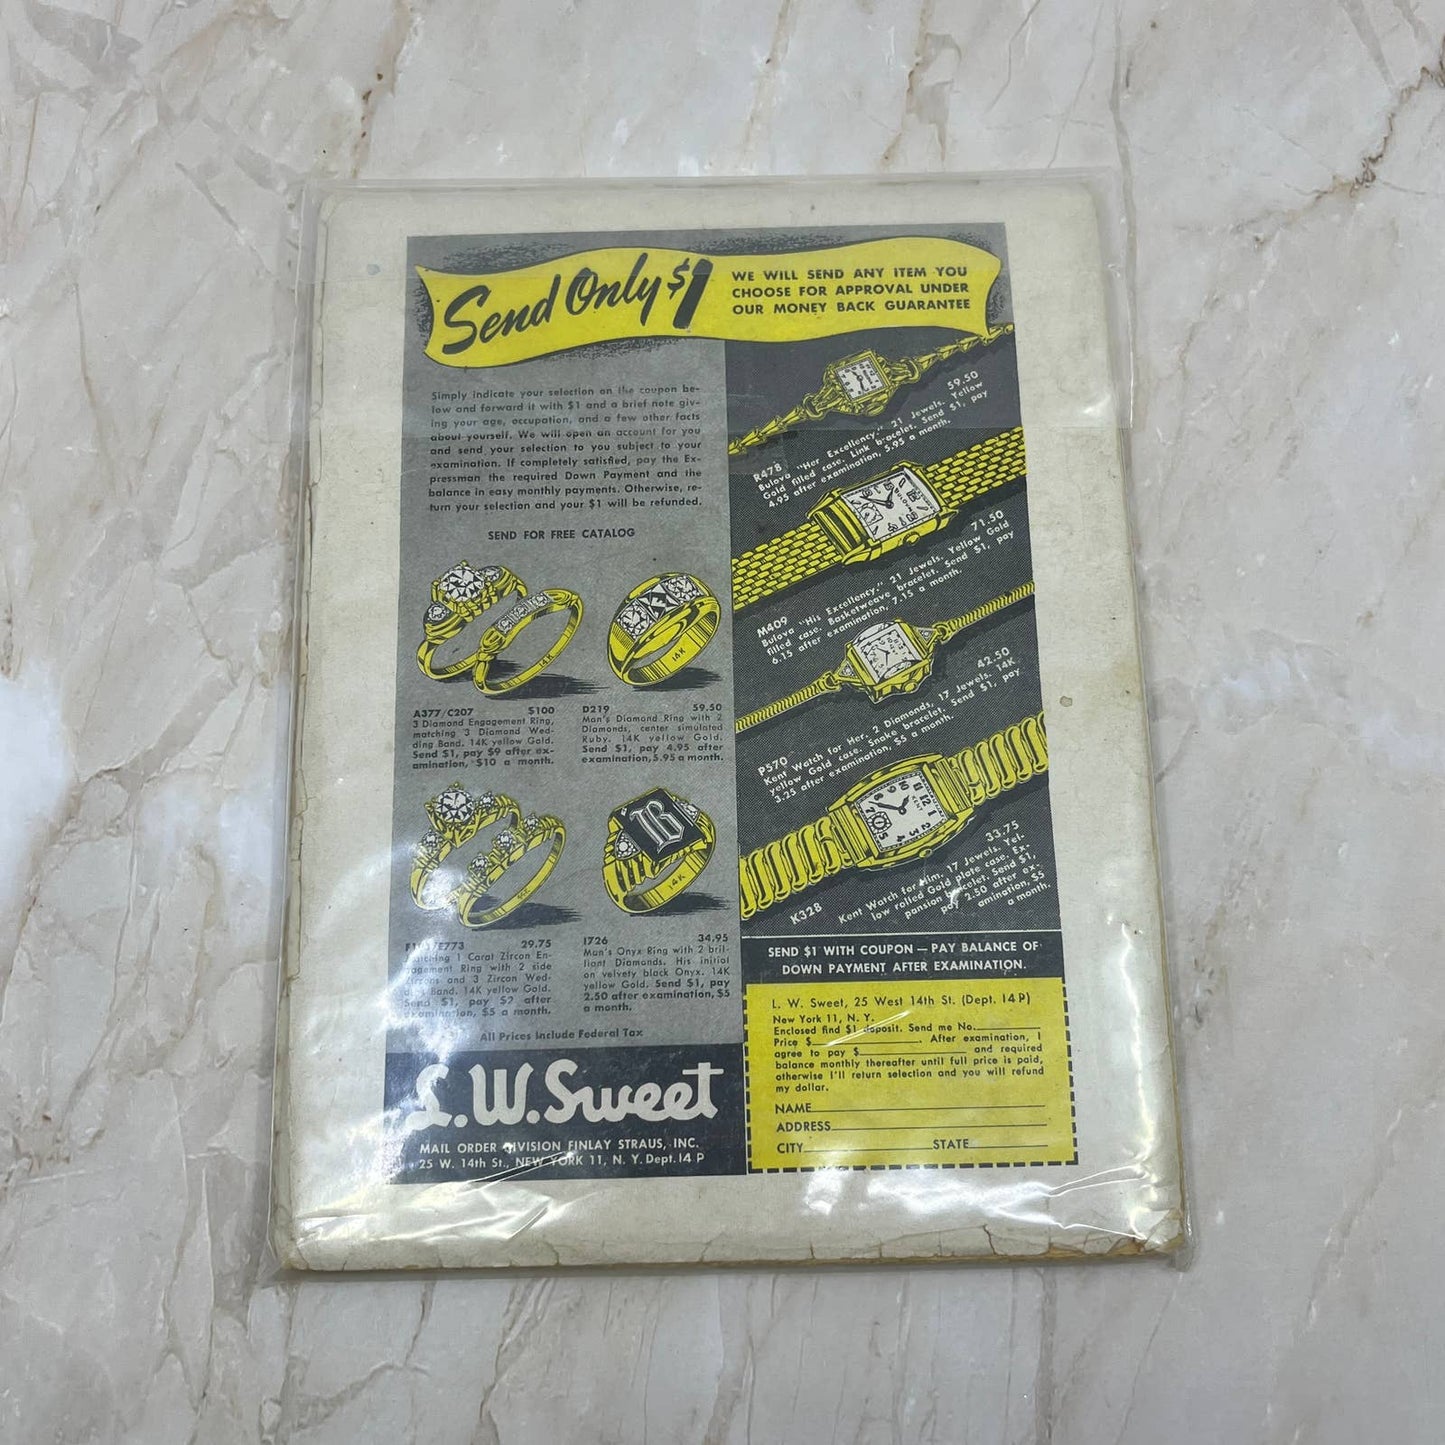 Send Only $1
WE WILL SEND ANY ITEM YOU
CHOOSE FOR APPROVAL UNDER
OUR MONEY BACK GUARANTEE
Simply indicate your selection on the coupon be-
low and forward it with $1 and a brief note giv-
ing your age, occupation, and a few other facts
about yourself. We will open an account for you
and send your selection to you subject to your
examination. If completely satisfied, pay the Ex-
pressman the required Down Payment and the
balance in easy monthly payments. Otherwise, re-
turn your selection and your $1 will be refunded.
SEND FOR FREE CATALOG
14K
14K
A377/C207 $100
3 Diamond Engagement Ring,
matching 3 Diamond Wed-
ding Band. 14K yellow Gold.
Send $1, pay $9 after ex-
amination, $10 a month.
D219 59.50
Man's Diamond Ring with 2
Diamonds, center simulated
Ruby. 14K yellow Gold.
Send $1, pay 4.95 after
examination, 5.95 a month.
B
14K
E773 29.75
Matching 1 Carat Zircon En-
gagement Ring with 2 side
Zircons and 3 Zircon Wed-
ding Band. 14K yellow Gold.
Send $1, pay $2 after
examination, $5 a month.
I726 34.95
Man's Onyx Ring with 2 bril-
liant Diamonds. His initial
on velvety black Onyx. 14K
yellow Gold. Send $1, pay
2.50 after examination, $5
a month.
All Prices Include Federal Tax
L.W.Sweet
MAIL ORDER DIVISION FINLAY STRAUS, INC.
25 W. 14th St., NEW YORK 11, N. Y. Dept. 14 P
R478 59.50
Bulova "Her Excellency." 21 Jewels. Yellow
Gold filled case. Link bracelet. Send $1, pay
4.95 after examination, 5.95 a month.
M409 71.50
Bulova "His Excellency." 21 Jewels. Yellow Gold
filled case. Basketweave bracelet. Send $1, pay
6.15 after examination, 7.15 a month.
P570 42.50
Kent Watch for Her. 2 Diamonds, 17 Jewels. 14K
yellow Gold case. Snake bracelet. Send $1, pay
3.25 after examination, $5 a month.
KENT
K328 33.75
Kent Watch for Him. 17 Jewels. Yel-
low rolled Gold plate case. Ex-
pansion bracelet. Send $1,
pay 2.50 after ex-
amination, $5
a month.
SEND $1 WITH COUPON — PAY BALANCE OF
DOWN PAYMENT AFTER EXAMINATION.
L. W. Sweet, 25 West 14th St. (Dept. 14 P)
New York 11, N. Y.
Enclosed find $1 deposit. Send me No.
Price $ . After examination, I
agree to pay $ and required
balance monthly thereafter until full price is paid,
otherwise I'll return selection and you will refund
my dollar.
NAME
ADDRESS
CITY STATE